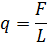 q = F/L